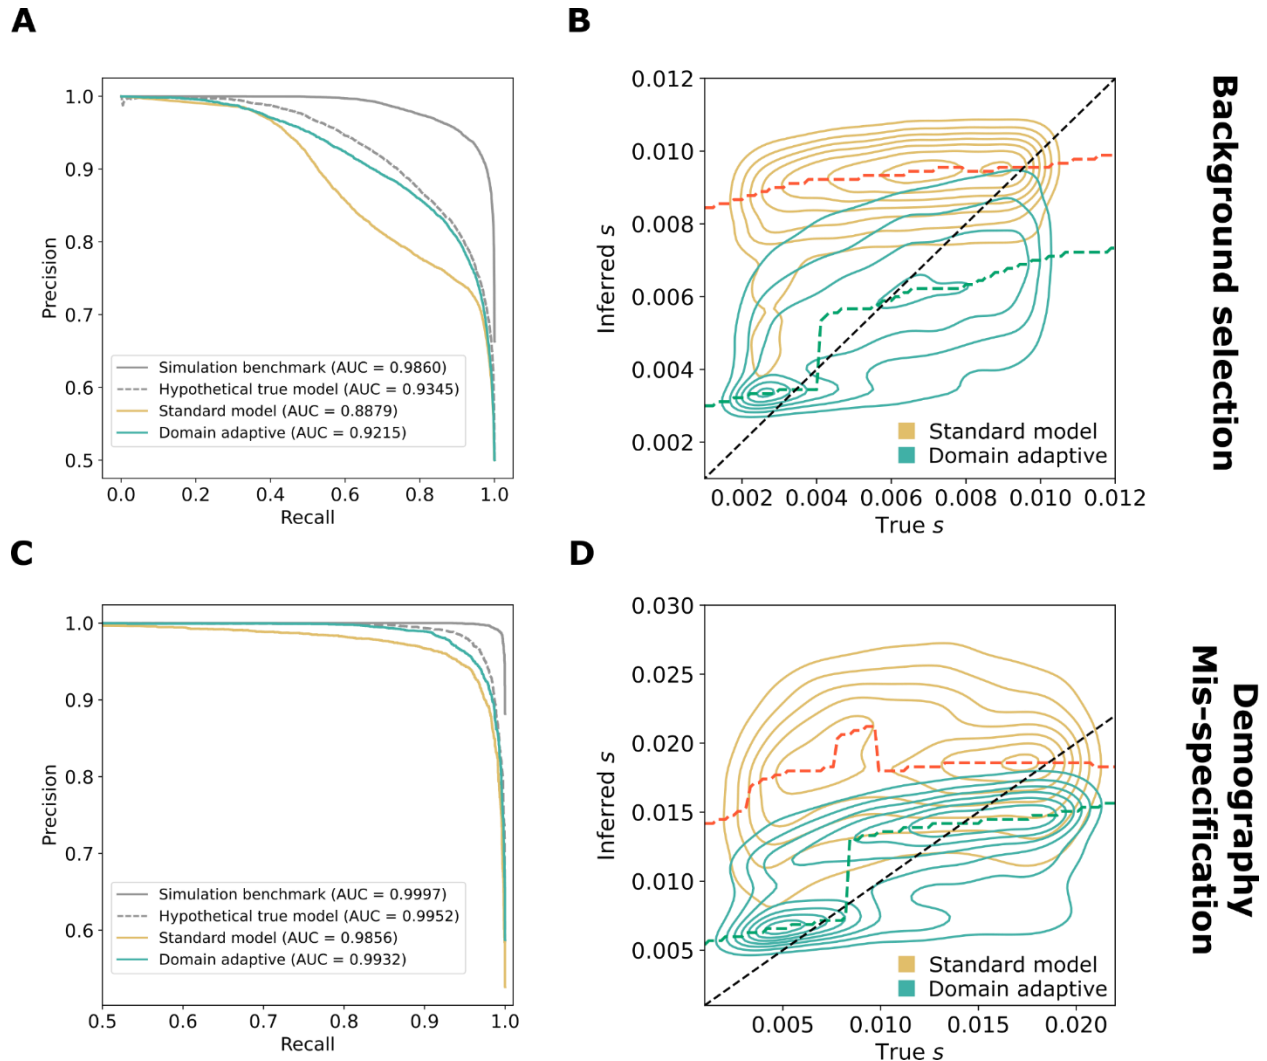 A
1.0
0.9
0.8
0.7
0.6
0.5
Precision
Simulation benchmark (AUC = 0.9860)
Hypothetical true model (AUC = 0.9345)
Standard model (AUC = 0.8879)
Domain adaptive (AUC = 0.9215)
0.0 0.2 0.4 0.6 0.8 1.0
Recall
B
0.012
0.010
0.008
0.006
0.004
0.002
Inferred s
Standard model
Domain adaptive
0.002 0.004 0.006 0.008 0.010 0.012
True s
Background selection
C
1.0
0.9
0.8
0.7
0.6
Precision
Simulation benchmark (AUC = 0.9997)
Hypothetical true model (AUC = 0.9952)
Standard model (AUC = 0.9856)
Domain adaptive (AUC = 0.9932)
0.5 0.6 0.7 0.8 0.9 1.0
Recall
D
0.030
0.025
0.020
0.015
0.010
0.005
Inferred s
Standard model
Domain adaptive
0.005 0.010 0.015 0.020
True s
Demography
Mis-specification